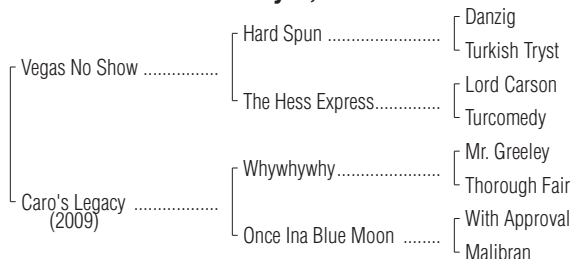 Danzig
Hard Spun .......................
Turkish Tryst
Vegas No Show ................
Lord Carson
The Hess Express.............
Turcomedy
Mr. Greeley
Whywhywhy.....................
Thorough Fair
Caro's Legacy ..................
(2009)
With Approval
Once Ina Blue Moon ........
Malibran